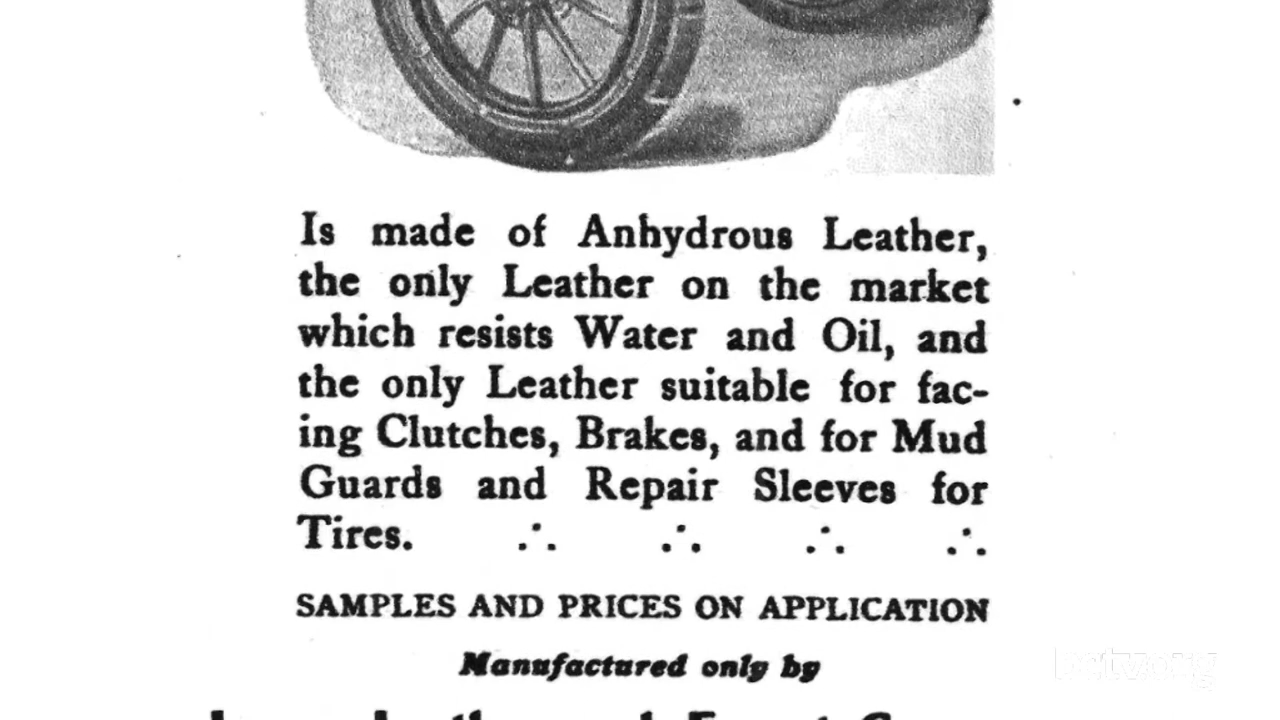 Is made of Anhydrous Leather,
the only Leather on the market
which resists Water and Oil, and
the only Leather suitable for fac-
ing Clutches, Brakes, and for Mud
Guards and Repair Sleeves for
Tires. ∴ ∴ ∴ ∴
SAMPLES AND PRICES ON APPLICATION
Manufactured only by
bctv.org